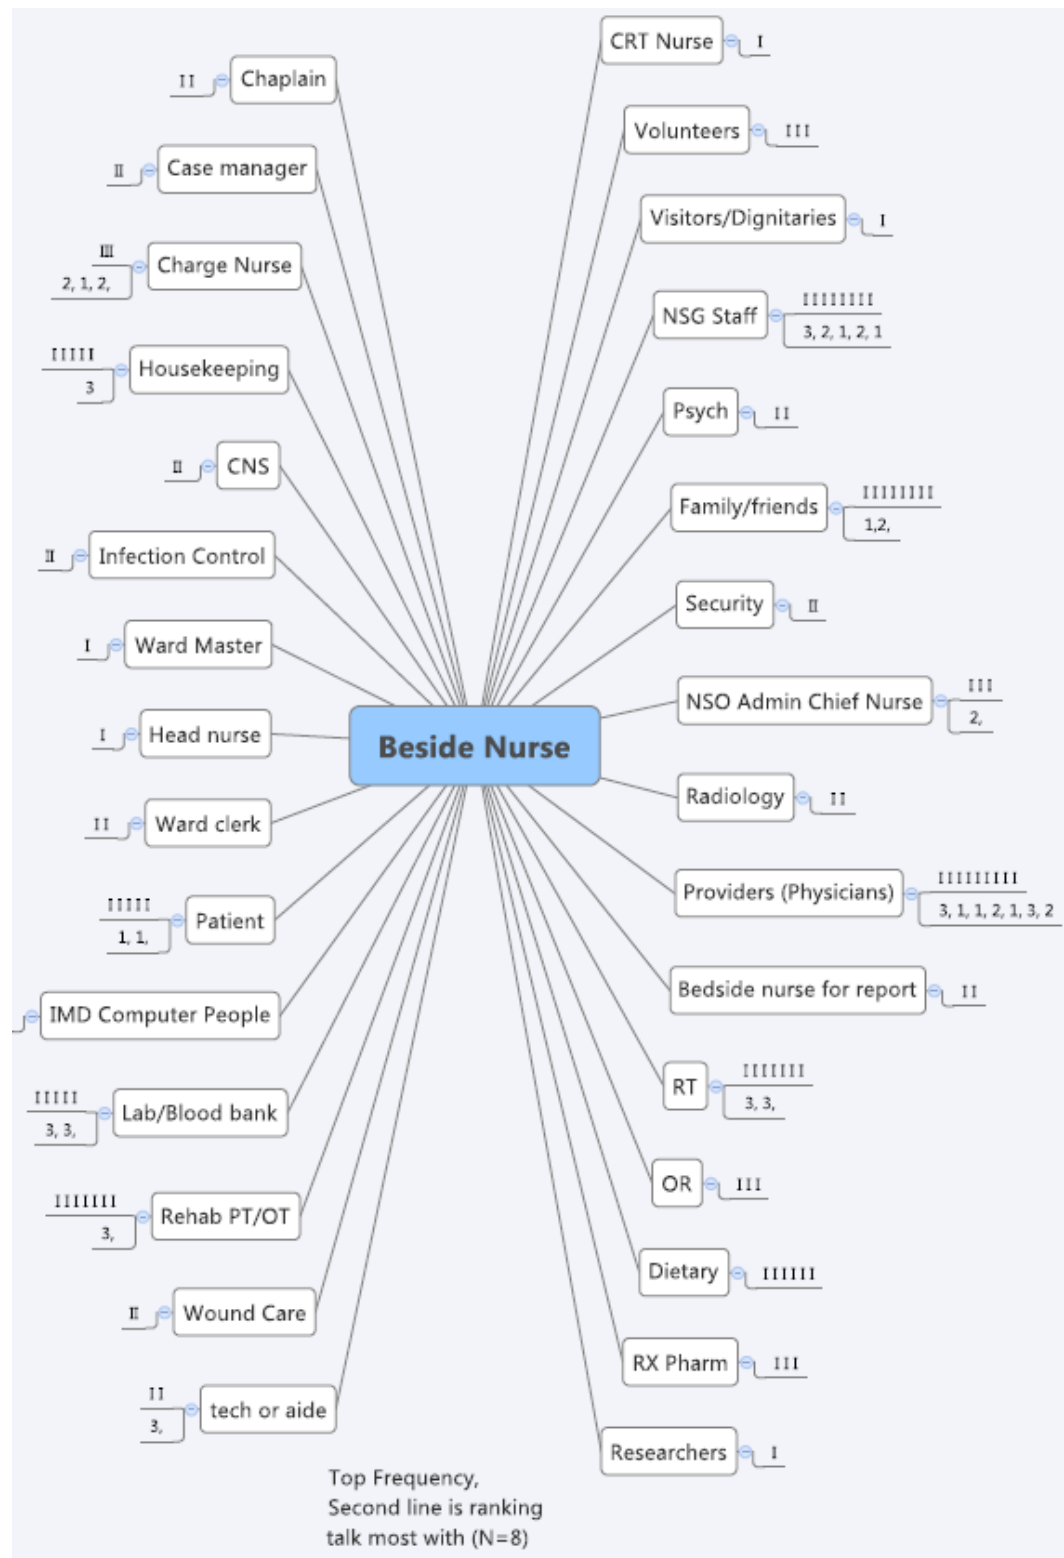 CRT Nurse I
Volunteers III
Visitors/Dignitaries I
NSG Staff IIIIIIII
3, 2, 1, 2, 1
Psych II
Family/friends IIIIIIII
1,2,
Security II
NSO Admin Chief Nurse III
2,
Radiology II
Providers (Physicians) IIIIIIIII
3, 1, 1, 2, 1, 3, 2
Bedside nurse for report II
RT IIIIIII
3, 3,
OR III
Dietary IIIIII
RX Pharm III
Researchers I
Beside Nurse
II Chaplain
II Case manager
III Charge Nurse
2, 1, 2,
IIIII Housekeeping
3
II CNS
II Infection Control
I Ward Master
I Head nurse
II Ward clerk
IIIII Patient
1, 1,
IMD Computer People
IIIII Lab/Blood bank
3, 3,
IIIIIII Rehab PT/OT
3,
II Wound Care
II tech or aide
3,
Top Frequency,
Second line is ranking
talk most with (N=8)